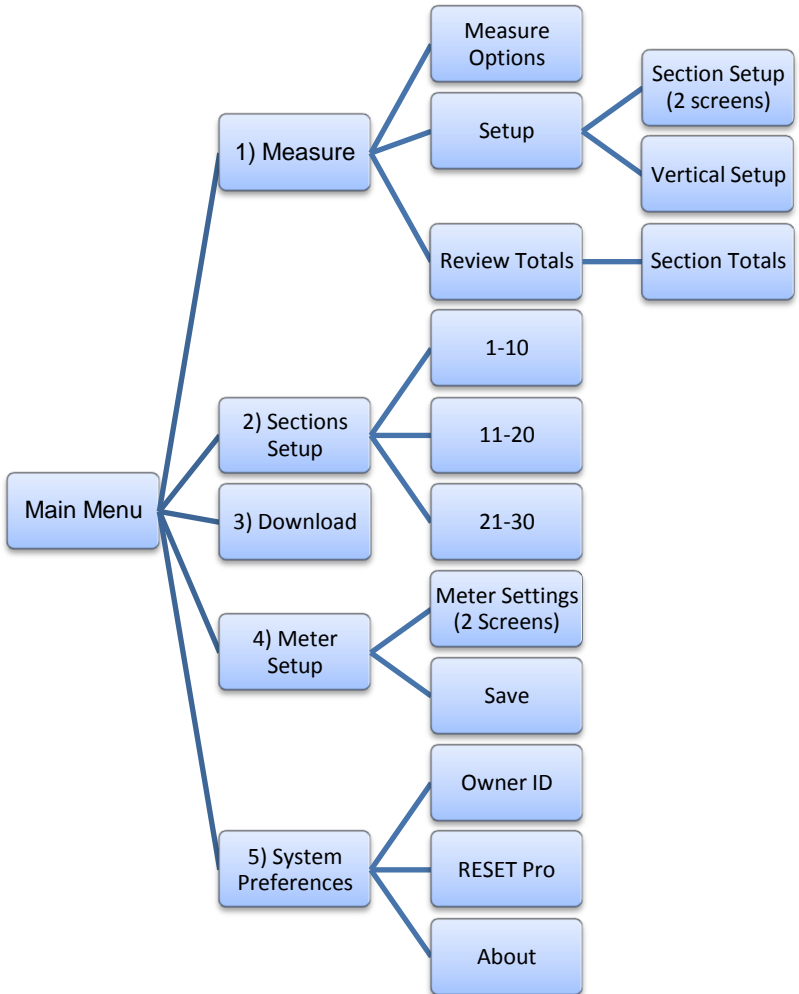 Main Menu
1) Measure
Measure
Options
Setup
Section Setup
(2 screens)
Vertical Setup
Review Totals
Section Totals
2) Sections
Setup
1-10
11-20
21-30
3) Download
4) Meter
Setup
Meter Settings
(2 Screens)
Save
5) System
Preferences
Owner ID
RESET Pro
About